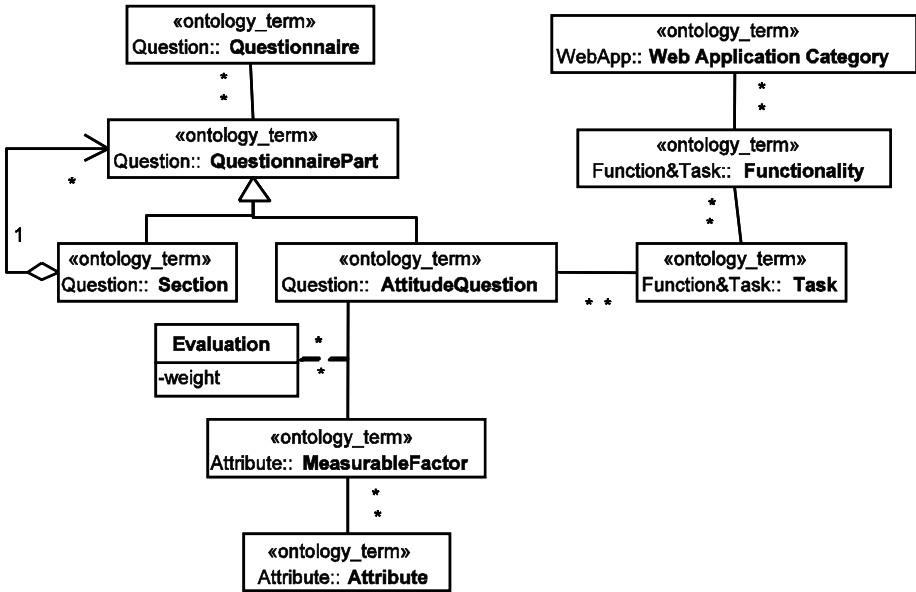 «ontology_term»
Question:: Questionnaire
«ontology_term»
WebApp:: Web Application Category
*
*
*
*
«ontology_term»
Question:: QuestionnairePart
«ontology_term»
Function&Task:: Functionality
*
1
*
*
«ontology_term»
Question:: Section
«ontology_term»
Question:: AttitudeQuestion
«ontology_term»
Function&Task:: Task
* *
Evaluation
-weight
*
*
«ontology_term»
Attribute:: MeasurableFactor
*
*
«ontology_term»
Attribute:: Attribute